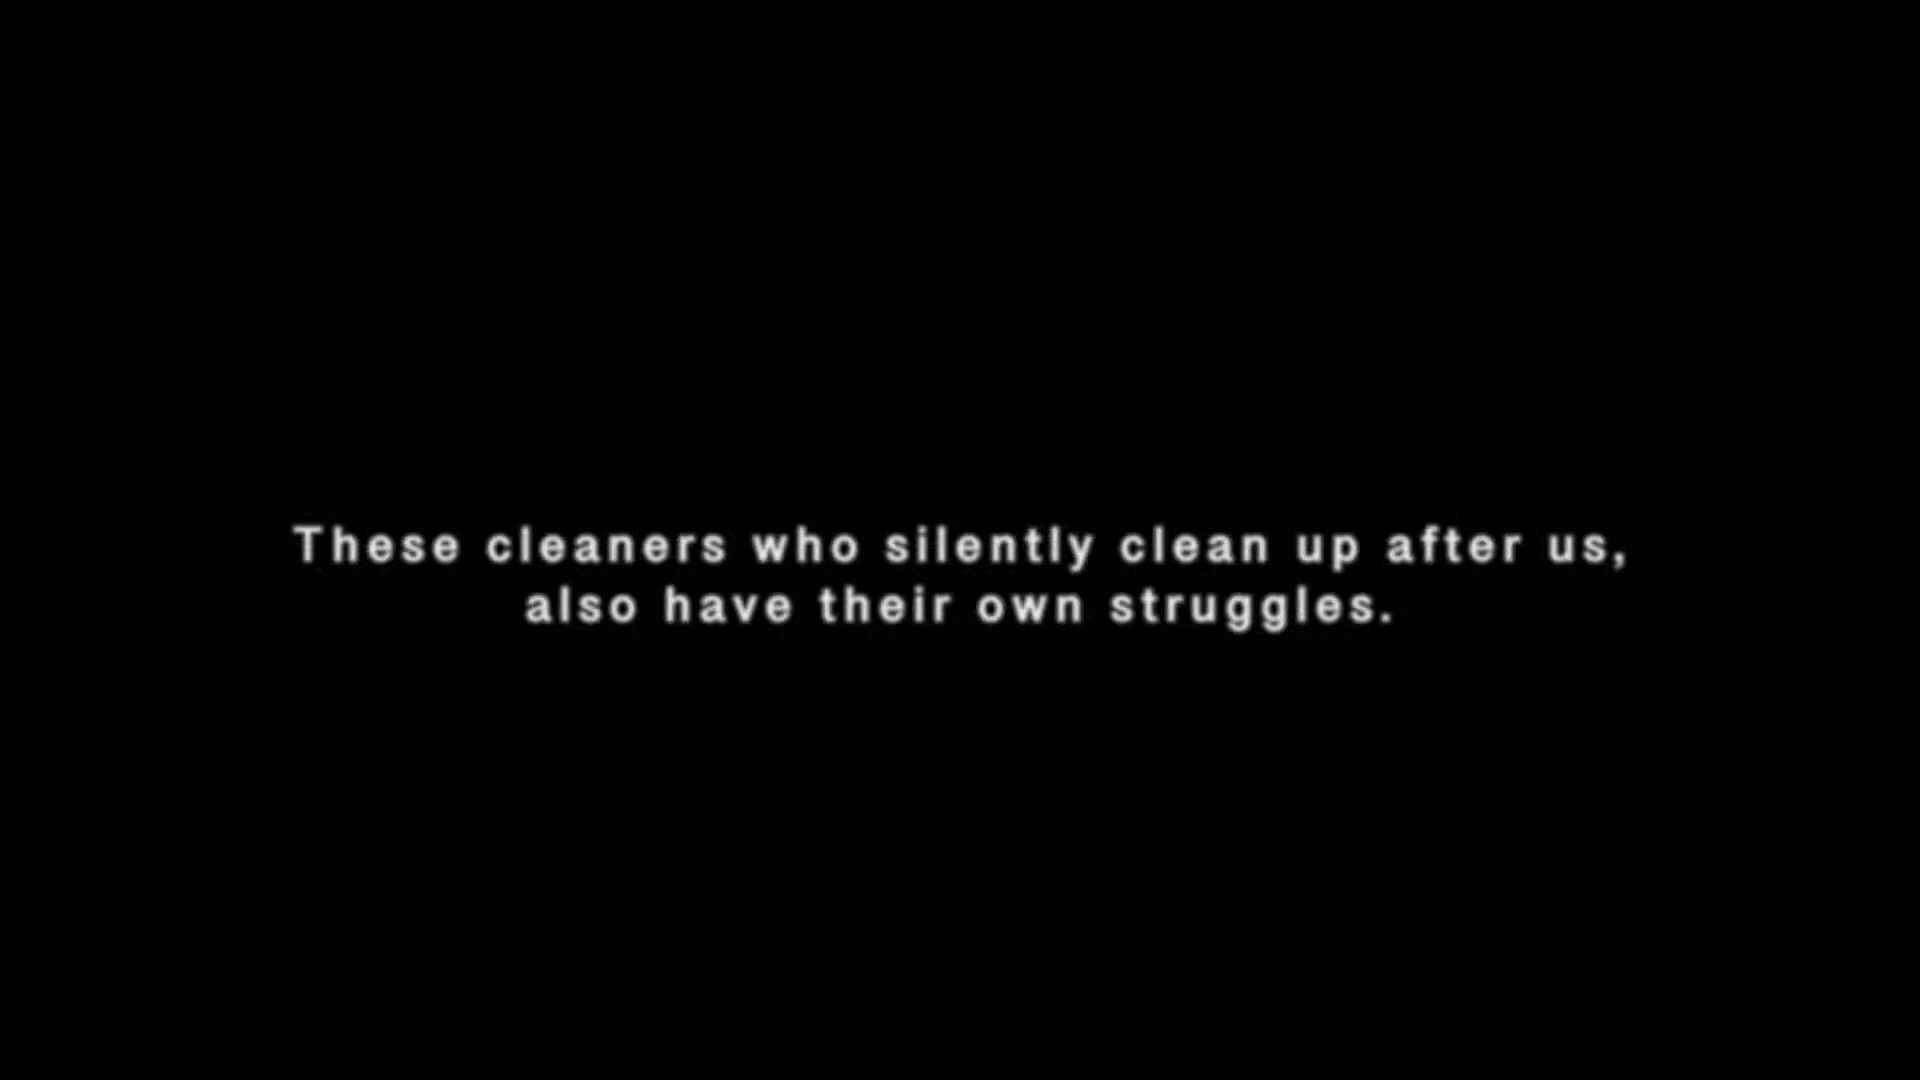 These cleaners who silently clean up after us,
also have their own struggles.